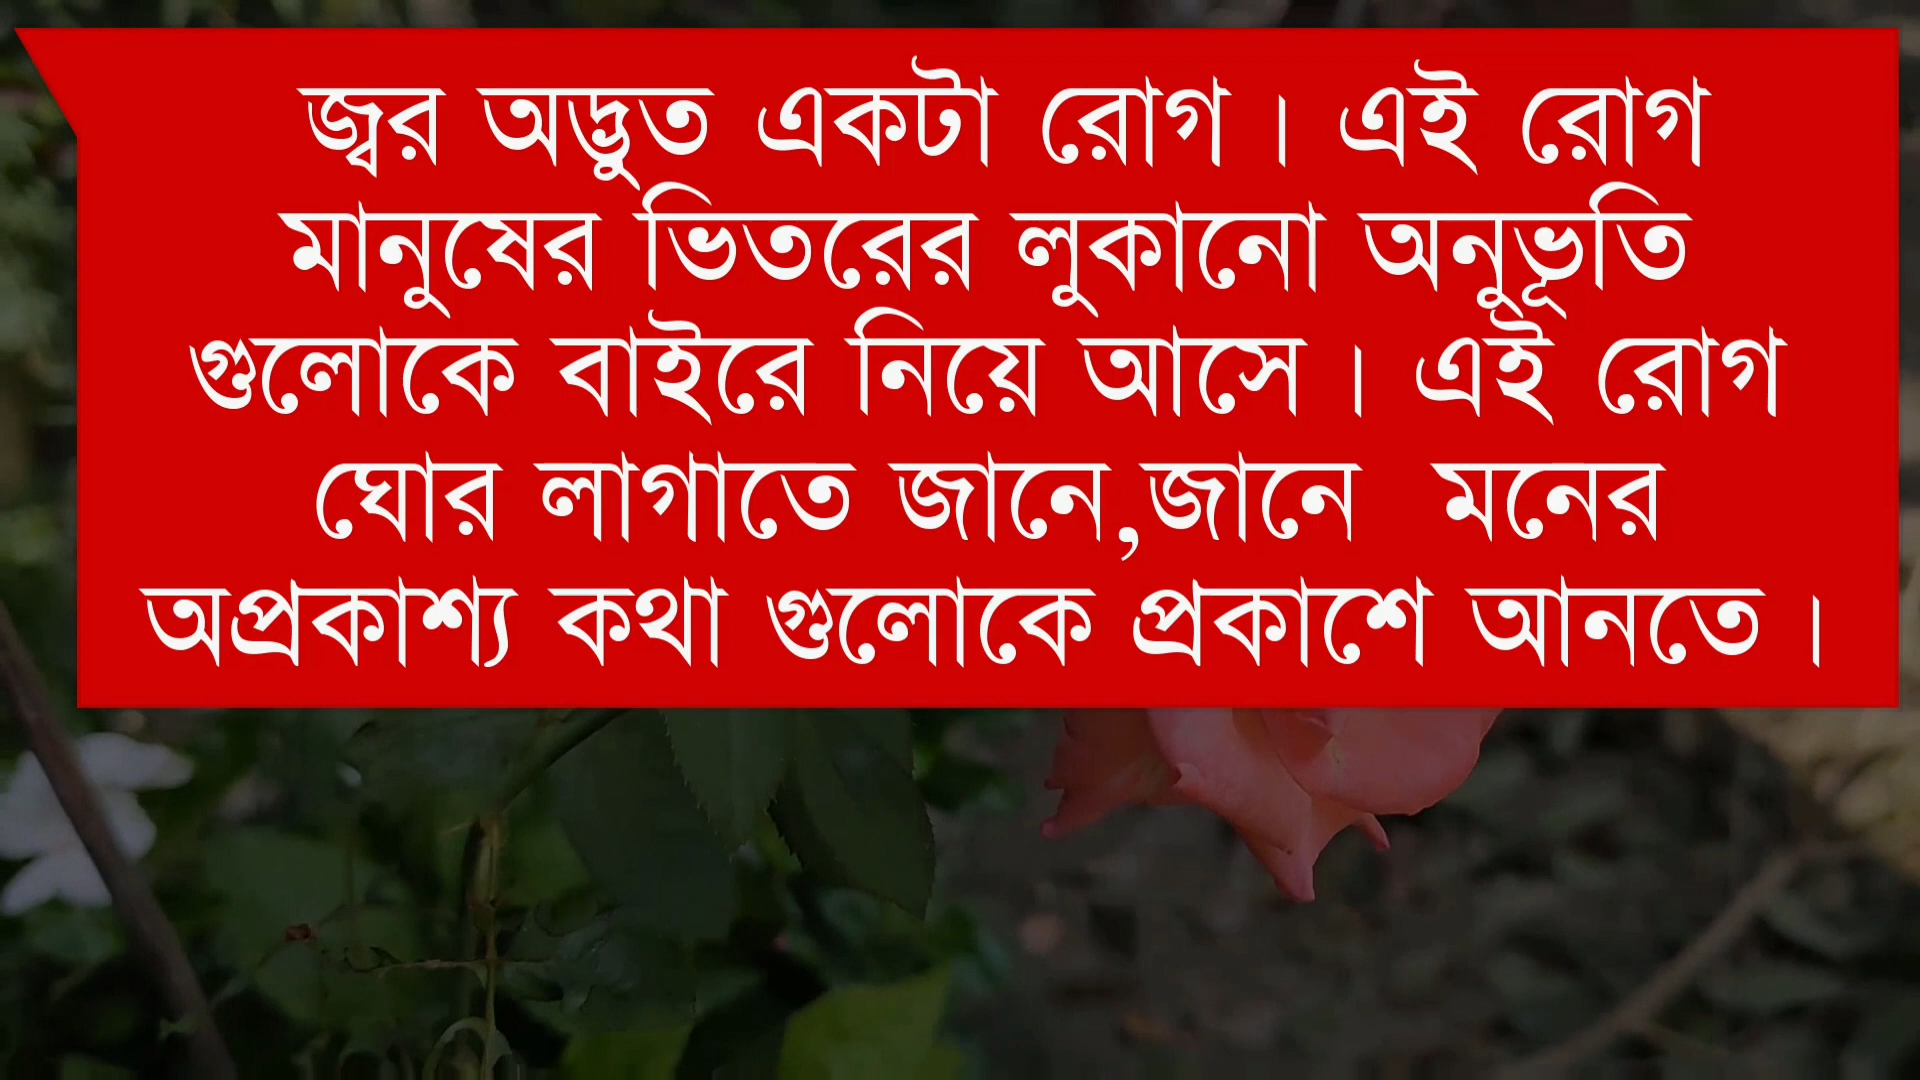 জ্বর অদ্ভুত একটা রোগ । এই রোগ
মানুষের ভিতরের লুকানো অনুভূতি
গুলোকে বাইরে নিয়ে আসে । এই রোগ
ঘোর লাগাতে জানে,জানে  মনের
অপ্রকাশ্য কথা গুলোকে প্রকাশে আনতে ।